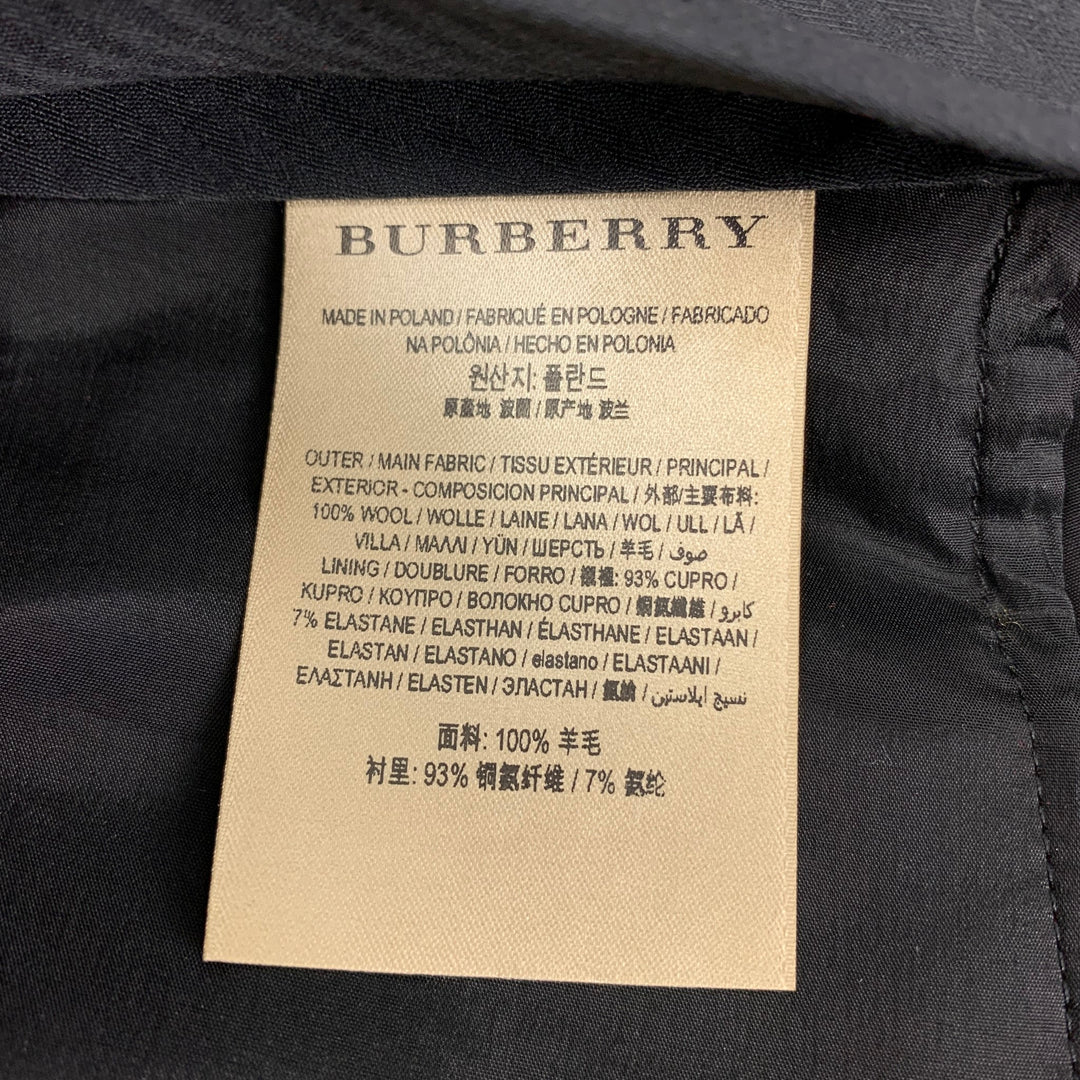 BURBERRY
MADE IN POLAND / FABRIQUÉ EN POLOGNE / FABRICADO
NA POLÔNIA / HECHO EN POLONIA
원산지: 폴란드
原產地 波蘭 / 原产地 波兰
OUTER / MAIN FABRIC / TISSU EXTÉRIEUR / PRINCIPAL /
EXTERIOR - COMPOSICION PRINCIPAL / 外部/主要布料:
100% WOOL / WOLLE / LAINE / LANA / WOL / ULL / LÃ /
VILLA / ΜΑΛΛΙ / YÜN / ШЕРСТЬ / 羊毛 / صوف
LINING / DOUBLURE / FORRO / 襯裡: 93% CUPRO /
KUPRO / ΚΟΥΠΡΟ / ВОЛОКНО CUPRO / 銅氨纖維 / كابرو
7% ELASTANE / ELASTHAN / ÉLASTHANE / ELASTAAN /
ELASTAN / ELASTANO / elastano / ELASTAANI /
ΕΛΑΣΤΑΝΗ / ELASTEN / ЭЛАСТАН / 氨綸 / نسيج إيلاستين
面料: 100% 羊毛
衬里: 93% 铜氨纤维 / 7% 氨纶